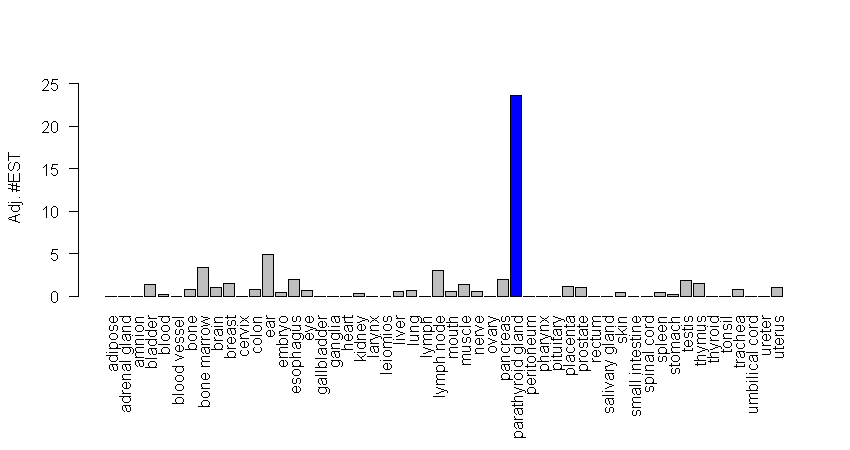 Adj. #EST
25
20
15
10
5
0
adipose
adrenal gland
amnion
bladder
blood
blood vessel
bone
bone marrow
brain
breast
cervix
colon
ear
embryo
esophagus
eye
gallbladder
ganglia
heart
kidney
larynx
leiomios
liver
lung
lymph
lymph node
mouth
muscle
nerve
ovary
pancreas
parathyroid gland
peritoneum
pharynx
pituitary
placenta
prostate
rectum
salivary gland
skin
small intestine
spinal cord
spleen
stomach
testis
thymus
thyroid
tonsil
trachea
umbilical cord
ureter
uterus